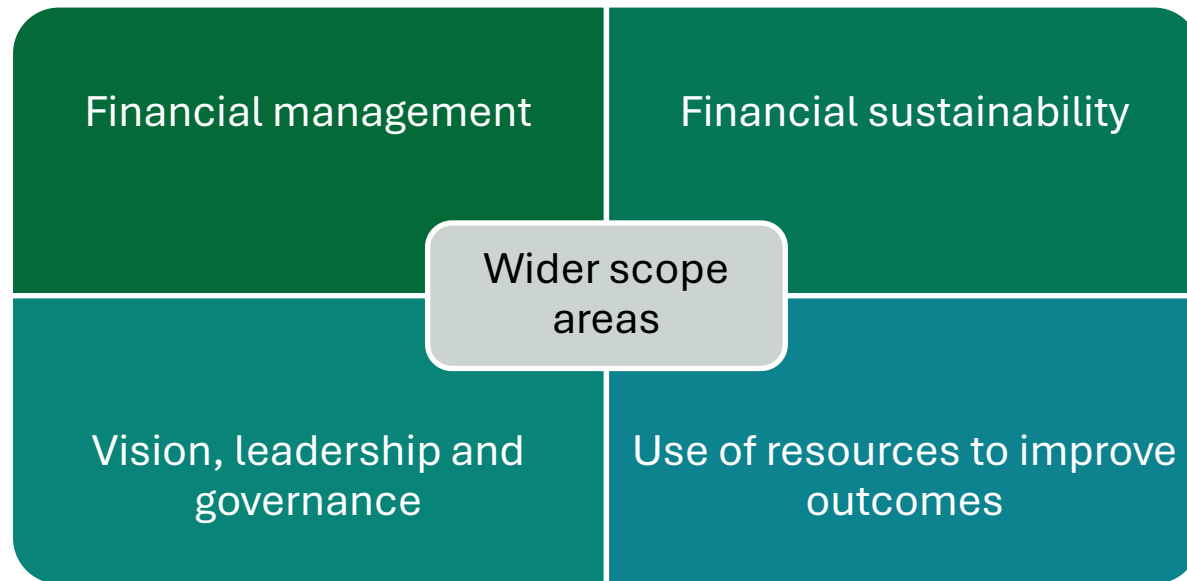 Financial management
Financial sustainability
Wider scope
areas
Vision, leadership and
governance
Use of resources to improve
outcomes